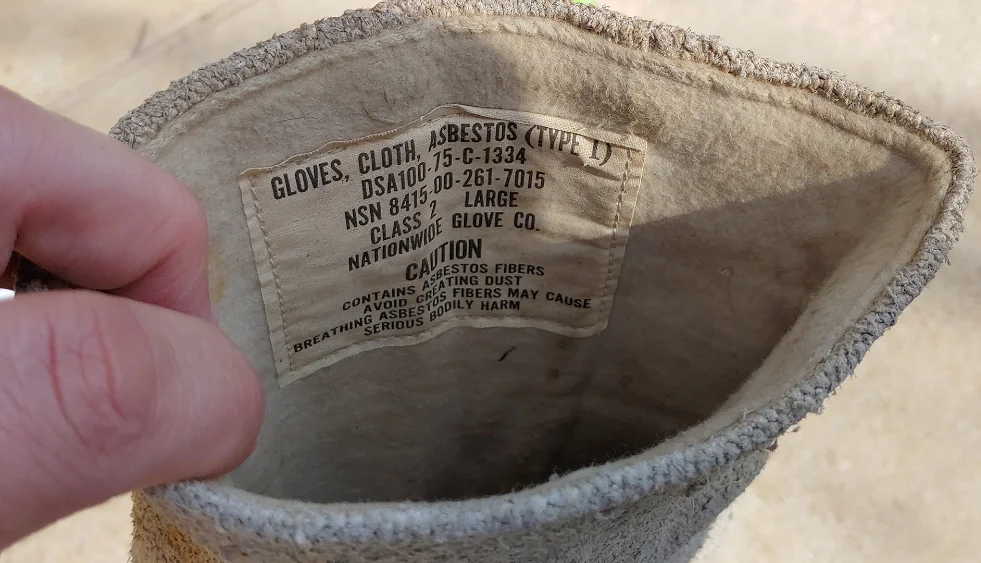 GLOVES, CLOTH, ASBESTOS (TYPE I)
DSA100-75-C-1334
NSN 8415-00-261-7015
CLASS 2 LARGE
NATIONWIDE GLOVE CO.
CAUTION
CONTAINS ASBESTOS FIBERS
AVOID CREATING DUST
BREATHING ASBESTOS FIBERS MAY CAUSE
SERIOUS BODILY HARM